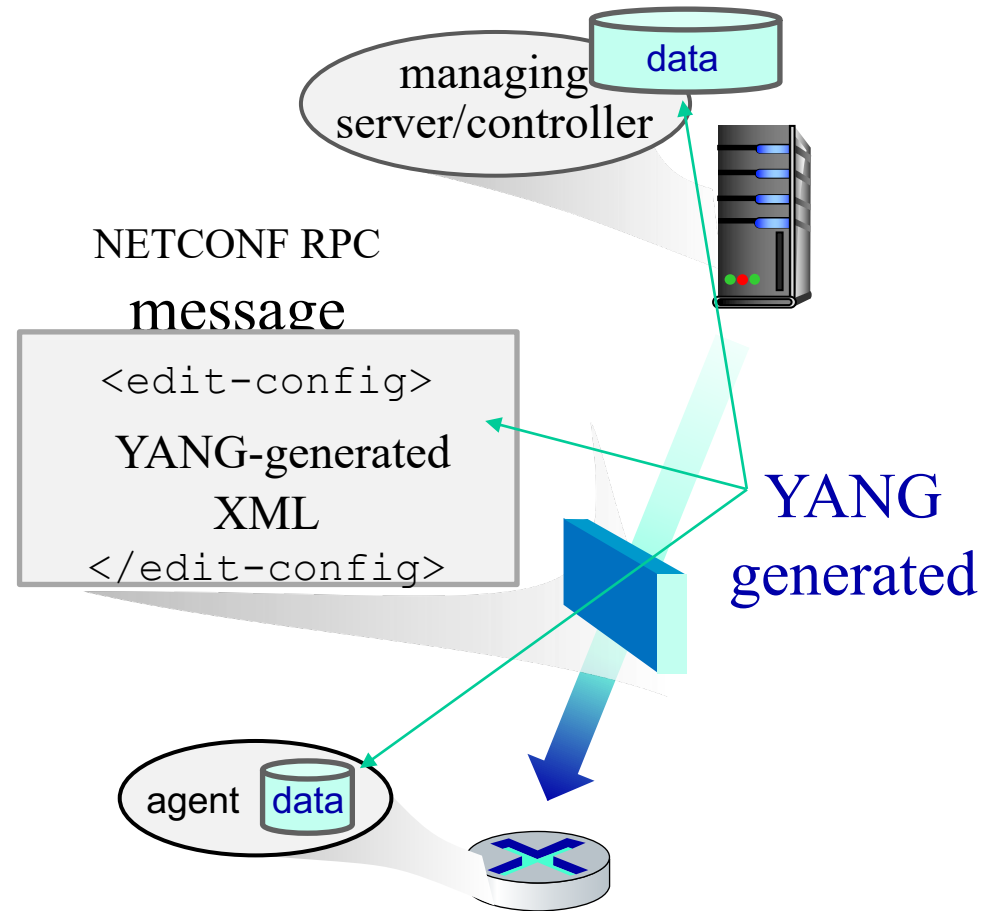 data
managing
server/controller
NETCONF RPC
message
<edit-config>
YANG-generated
XML
</edit-config>
YANG
generated
agent
data